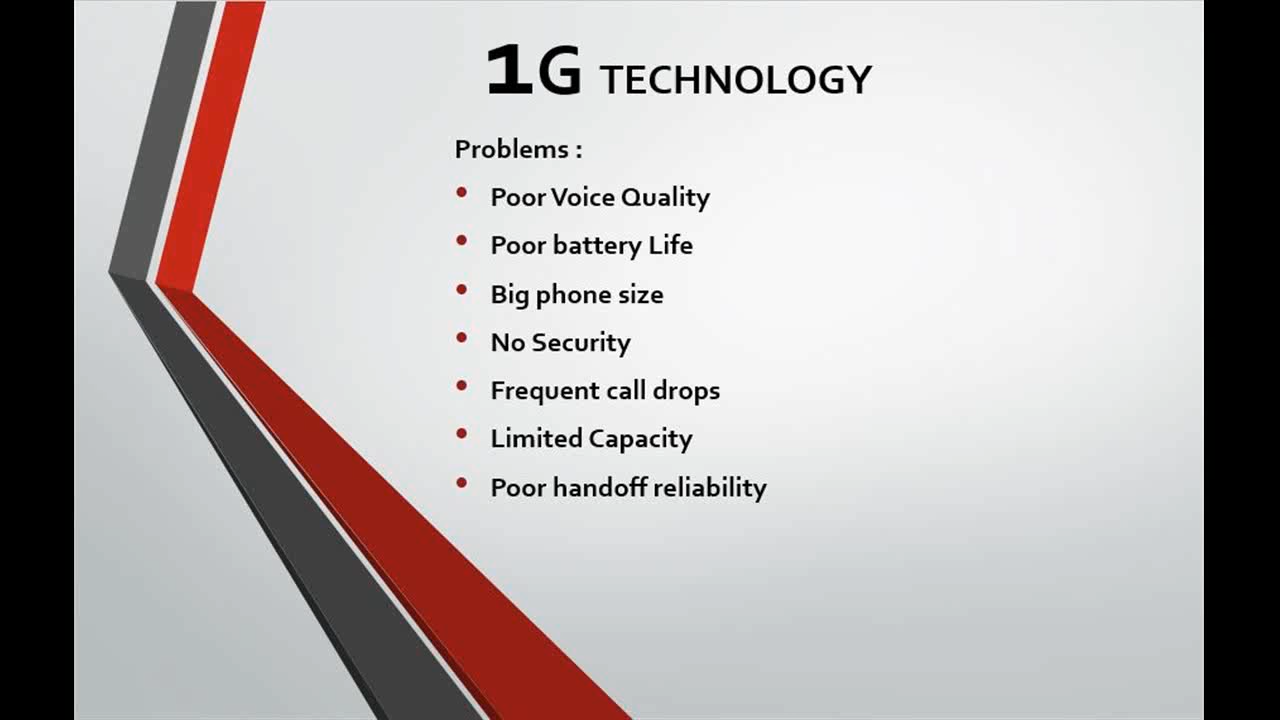 1G TECHNOLOGY
Problems :
• Poor Voice Quality
• Poor battery Life
• Big phone size
• No Security
• Frequent call drops
• Limited Capacity
• Poor handoff reliability